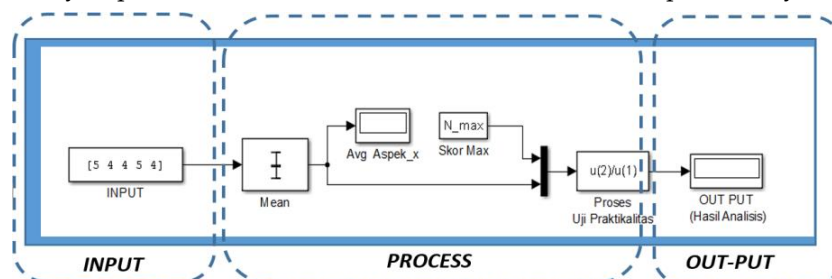 [5 4 4 5 4]
INPUT
Mean
Avg Aspek_x
N_max
Skor Max
u(2)/u(1)
Proses
Uji Praktikalitas
OUT PUT
(Hasil Analisis)
INPUT
PROCESS
OUT-PUT